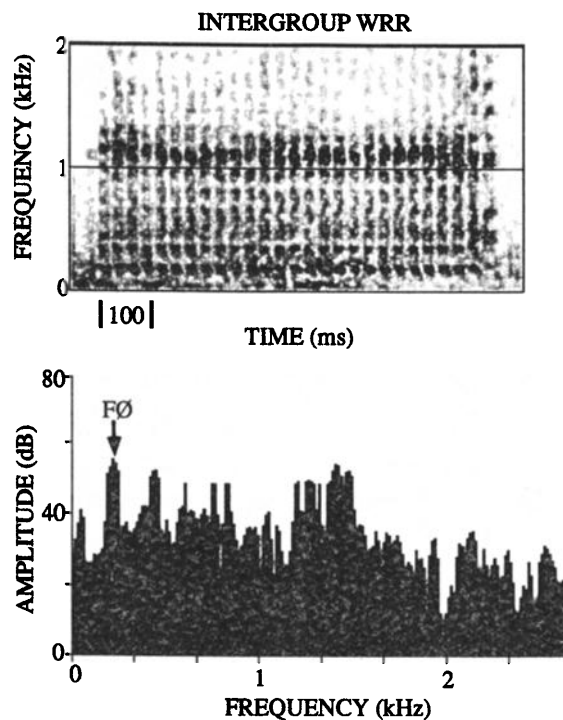 INTERGROUP WRR
FREQUENCY (kHz)
2
1
0
|100|
TIME (ms)
AMPLITUDE (dB)
80
40
0
FØ
0
1
2
FREQUENCY (kHz)